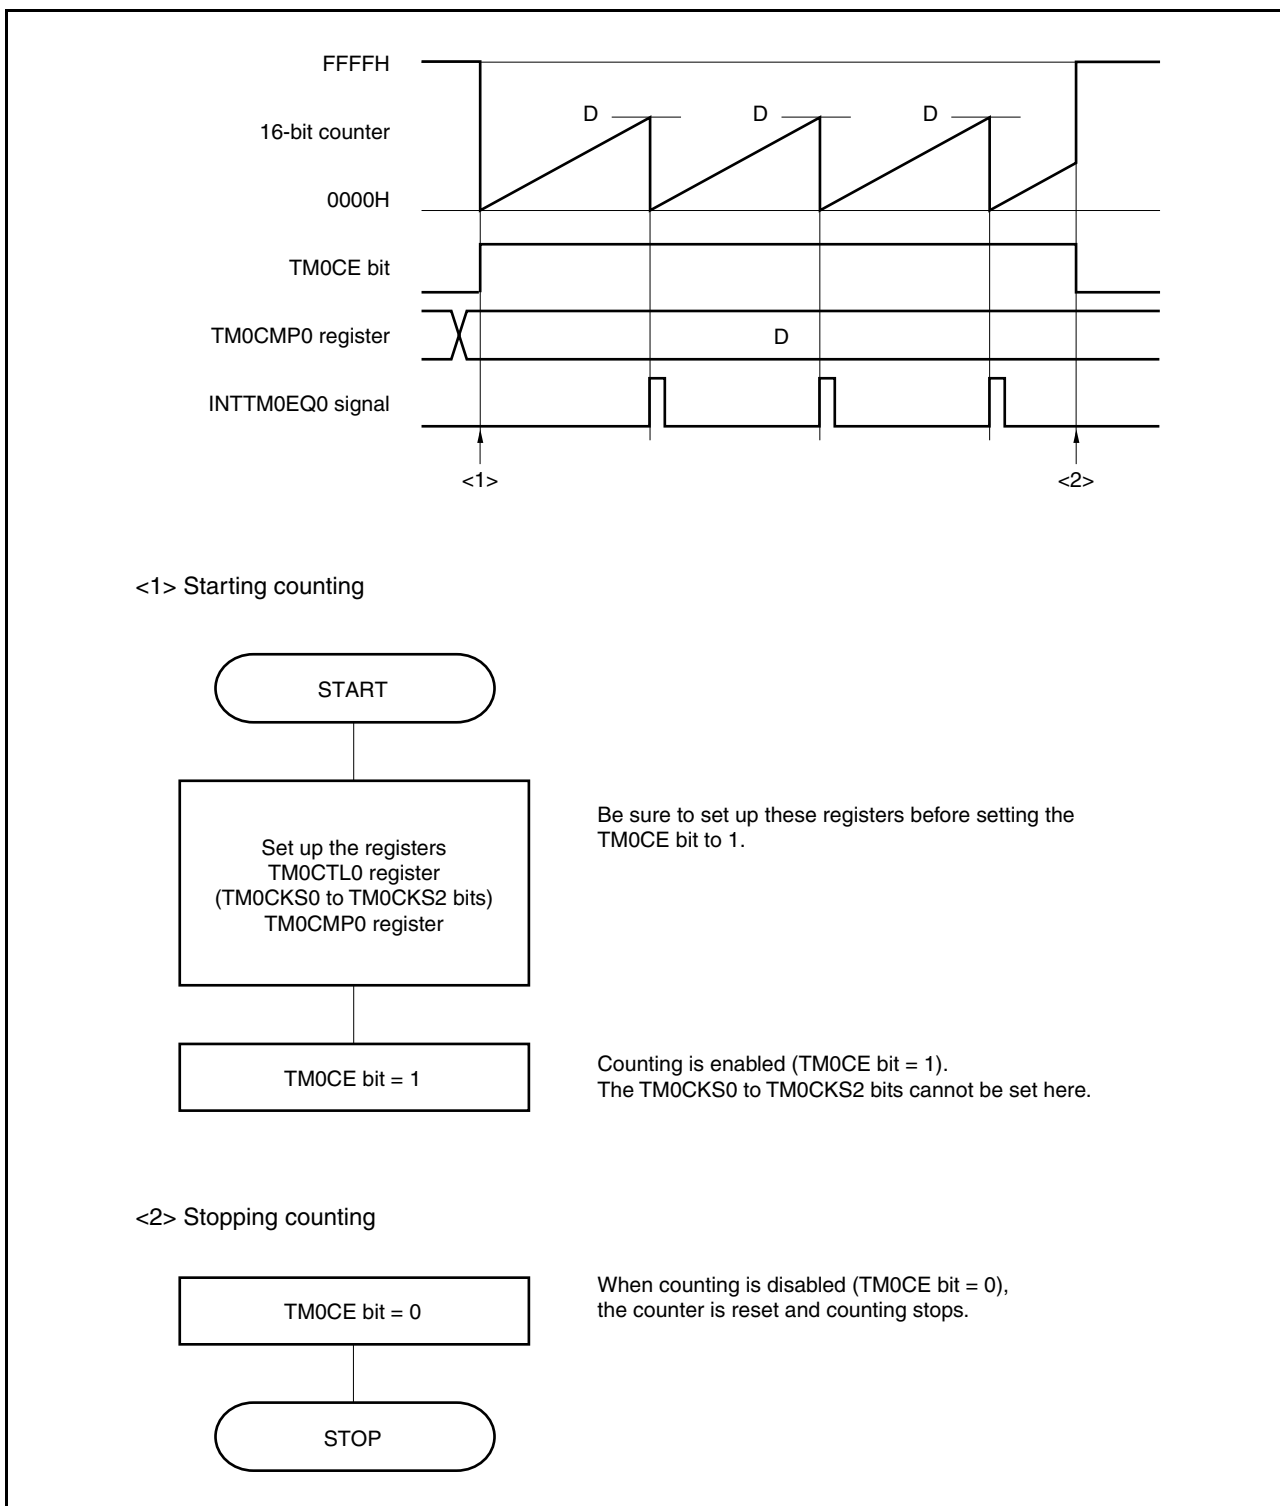 FFFFH
D D D
16-bit counter
0000H
TM0CE bit
TM0CMP0 register
D
INTTM0EQ0 signal
<1> <2>
<1> Starting counting
START
Set up the registers
TM0CTL0 register
(TM0CKS0 to TM0CKS2 bits)
TM0CMP0 register
Be sure to set up these registers before setting the
TM0CE bit to 1.
TM0CE bit = 1
Counting is enabled (TM0CE bit = 1).
The TM0CKS0 to TM0CKS2 bits cannot be set here.
<2> Stopping counting
TM0CE bit = 0
When counting is disabled (TM0CE bit = 0),
the counter is reset and counting stops.
STOP